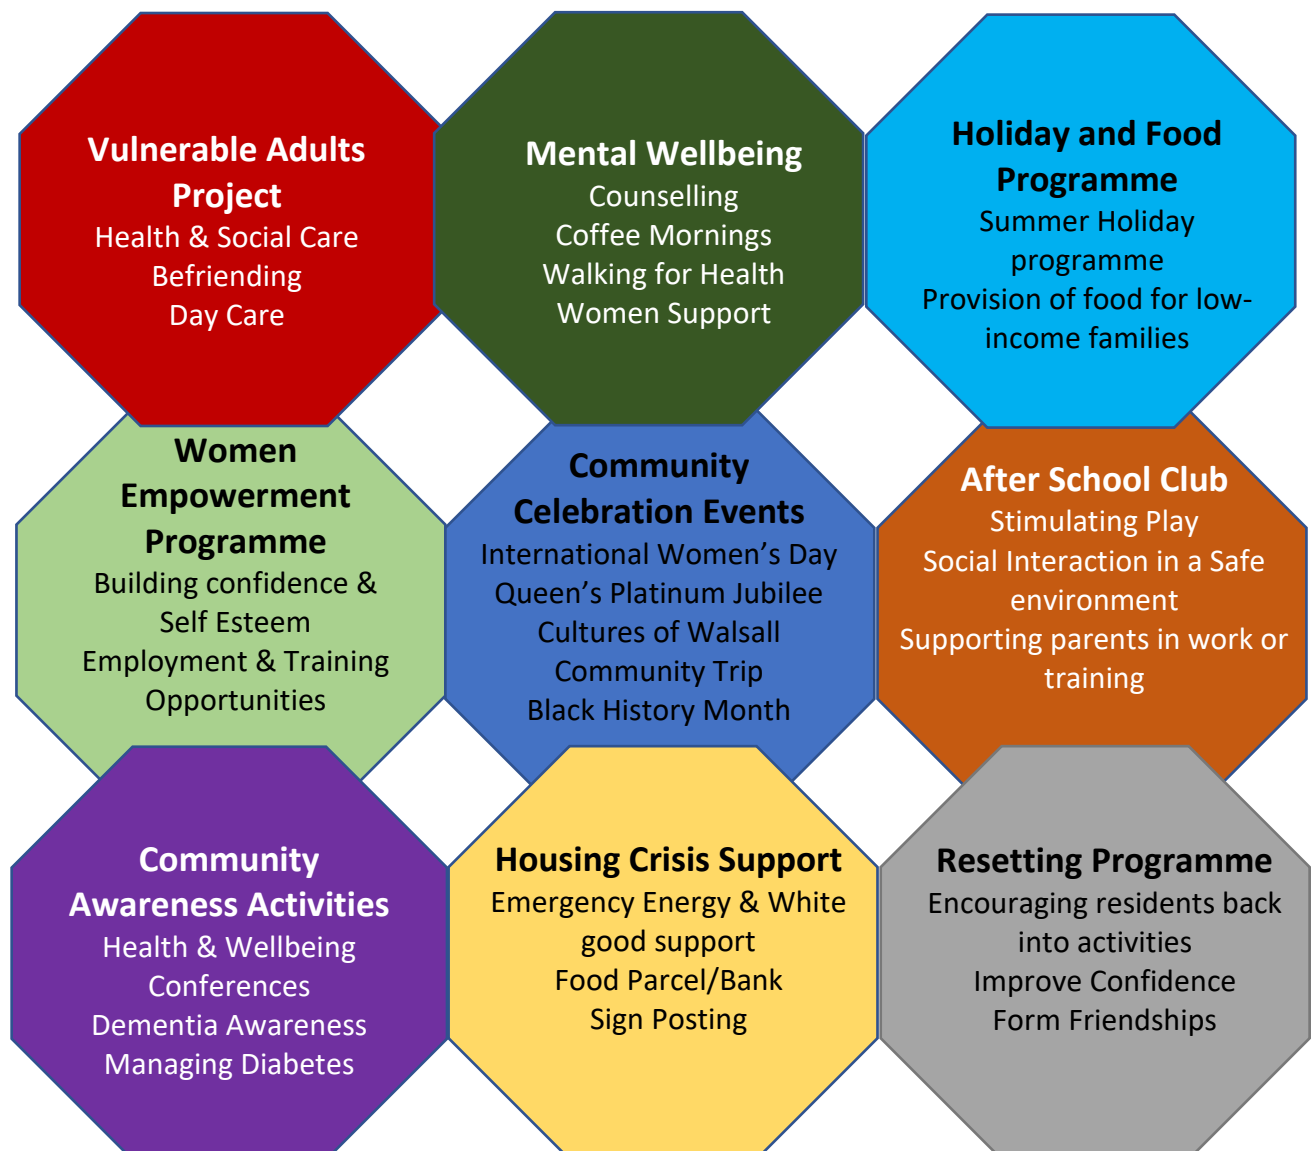 Vulnerable Adults
Project
Health & Social Care
Befriending
Day Care
Mental Wellbeing
Counselling
Coffee Mornings
Walking for Health
Women Support
Holiday and Food
Programme
Summer Holiday
programme
Provision of food for low-
income families
Women
Empowerment
Programme
Building confidence &
Self Esteem
Employment & Training
Opportunities
Community
Celebration Events
International Women’s Day
Queen’s Platinum Jubilee
Cultures of Walsall
Community Trip
Black History Month
After School Club
Stimulating Play
Social Interaction in a Safe
environment
Supporting parents in work or
training
Community
Awareness Activities
Health & Wellbeing
Conferences
Dementia Awareness
Managing Diabetes
Housing Crisis Support
Emergency Energy & White
good support
Food Parcel/Bank
Sign Posting
Resetting Programme
Encouraging residents back
into activities
Improve Confidence
Form Friendships